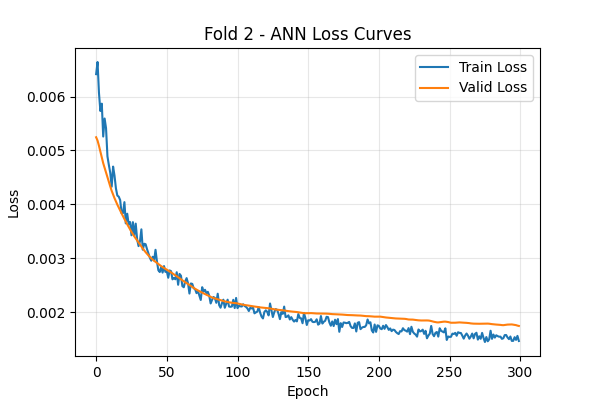 Fold 2 - ANN Loss Curves
Train Loss
Valid Loss
Loss
0.006
0.005
0.004
0.003
0.002
0 50 100 150 200 250 300
Epoch